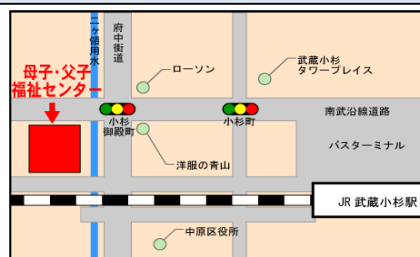 二ヶ領用水
府中街道
母子・父子
福祉センター
ローソン
武蔵小杉
タワープレイス
小杉
御殿町
小杉町
南武沿線道路
バスターミナル
洋服の青山
JR 武蔵小杉駅
中原区役所